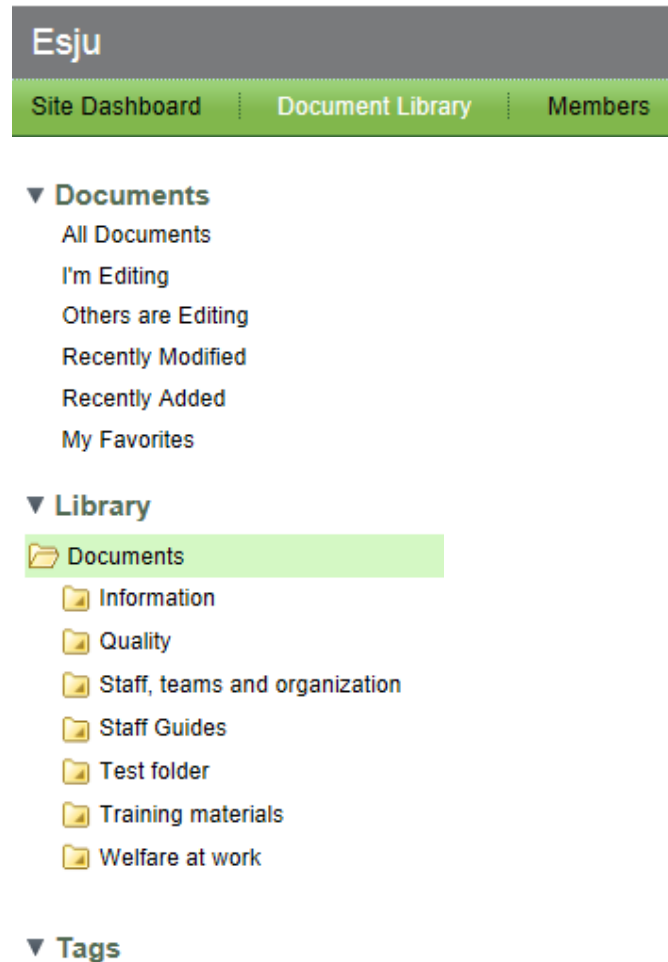 Esju
Site Dashboard Document Library Members
Documents
All Documents
I'm Editing
Others are Editing
Recently Modified
Recently Added
My Favorites
Library
Documents
Information
Quality
Staff, teams and organization
Staff Guides
Test folder
Training materials
Welfare at work
Tags